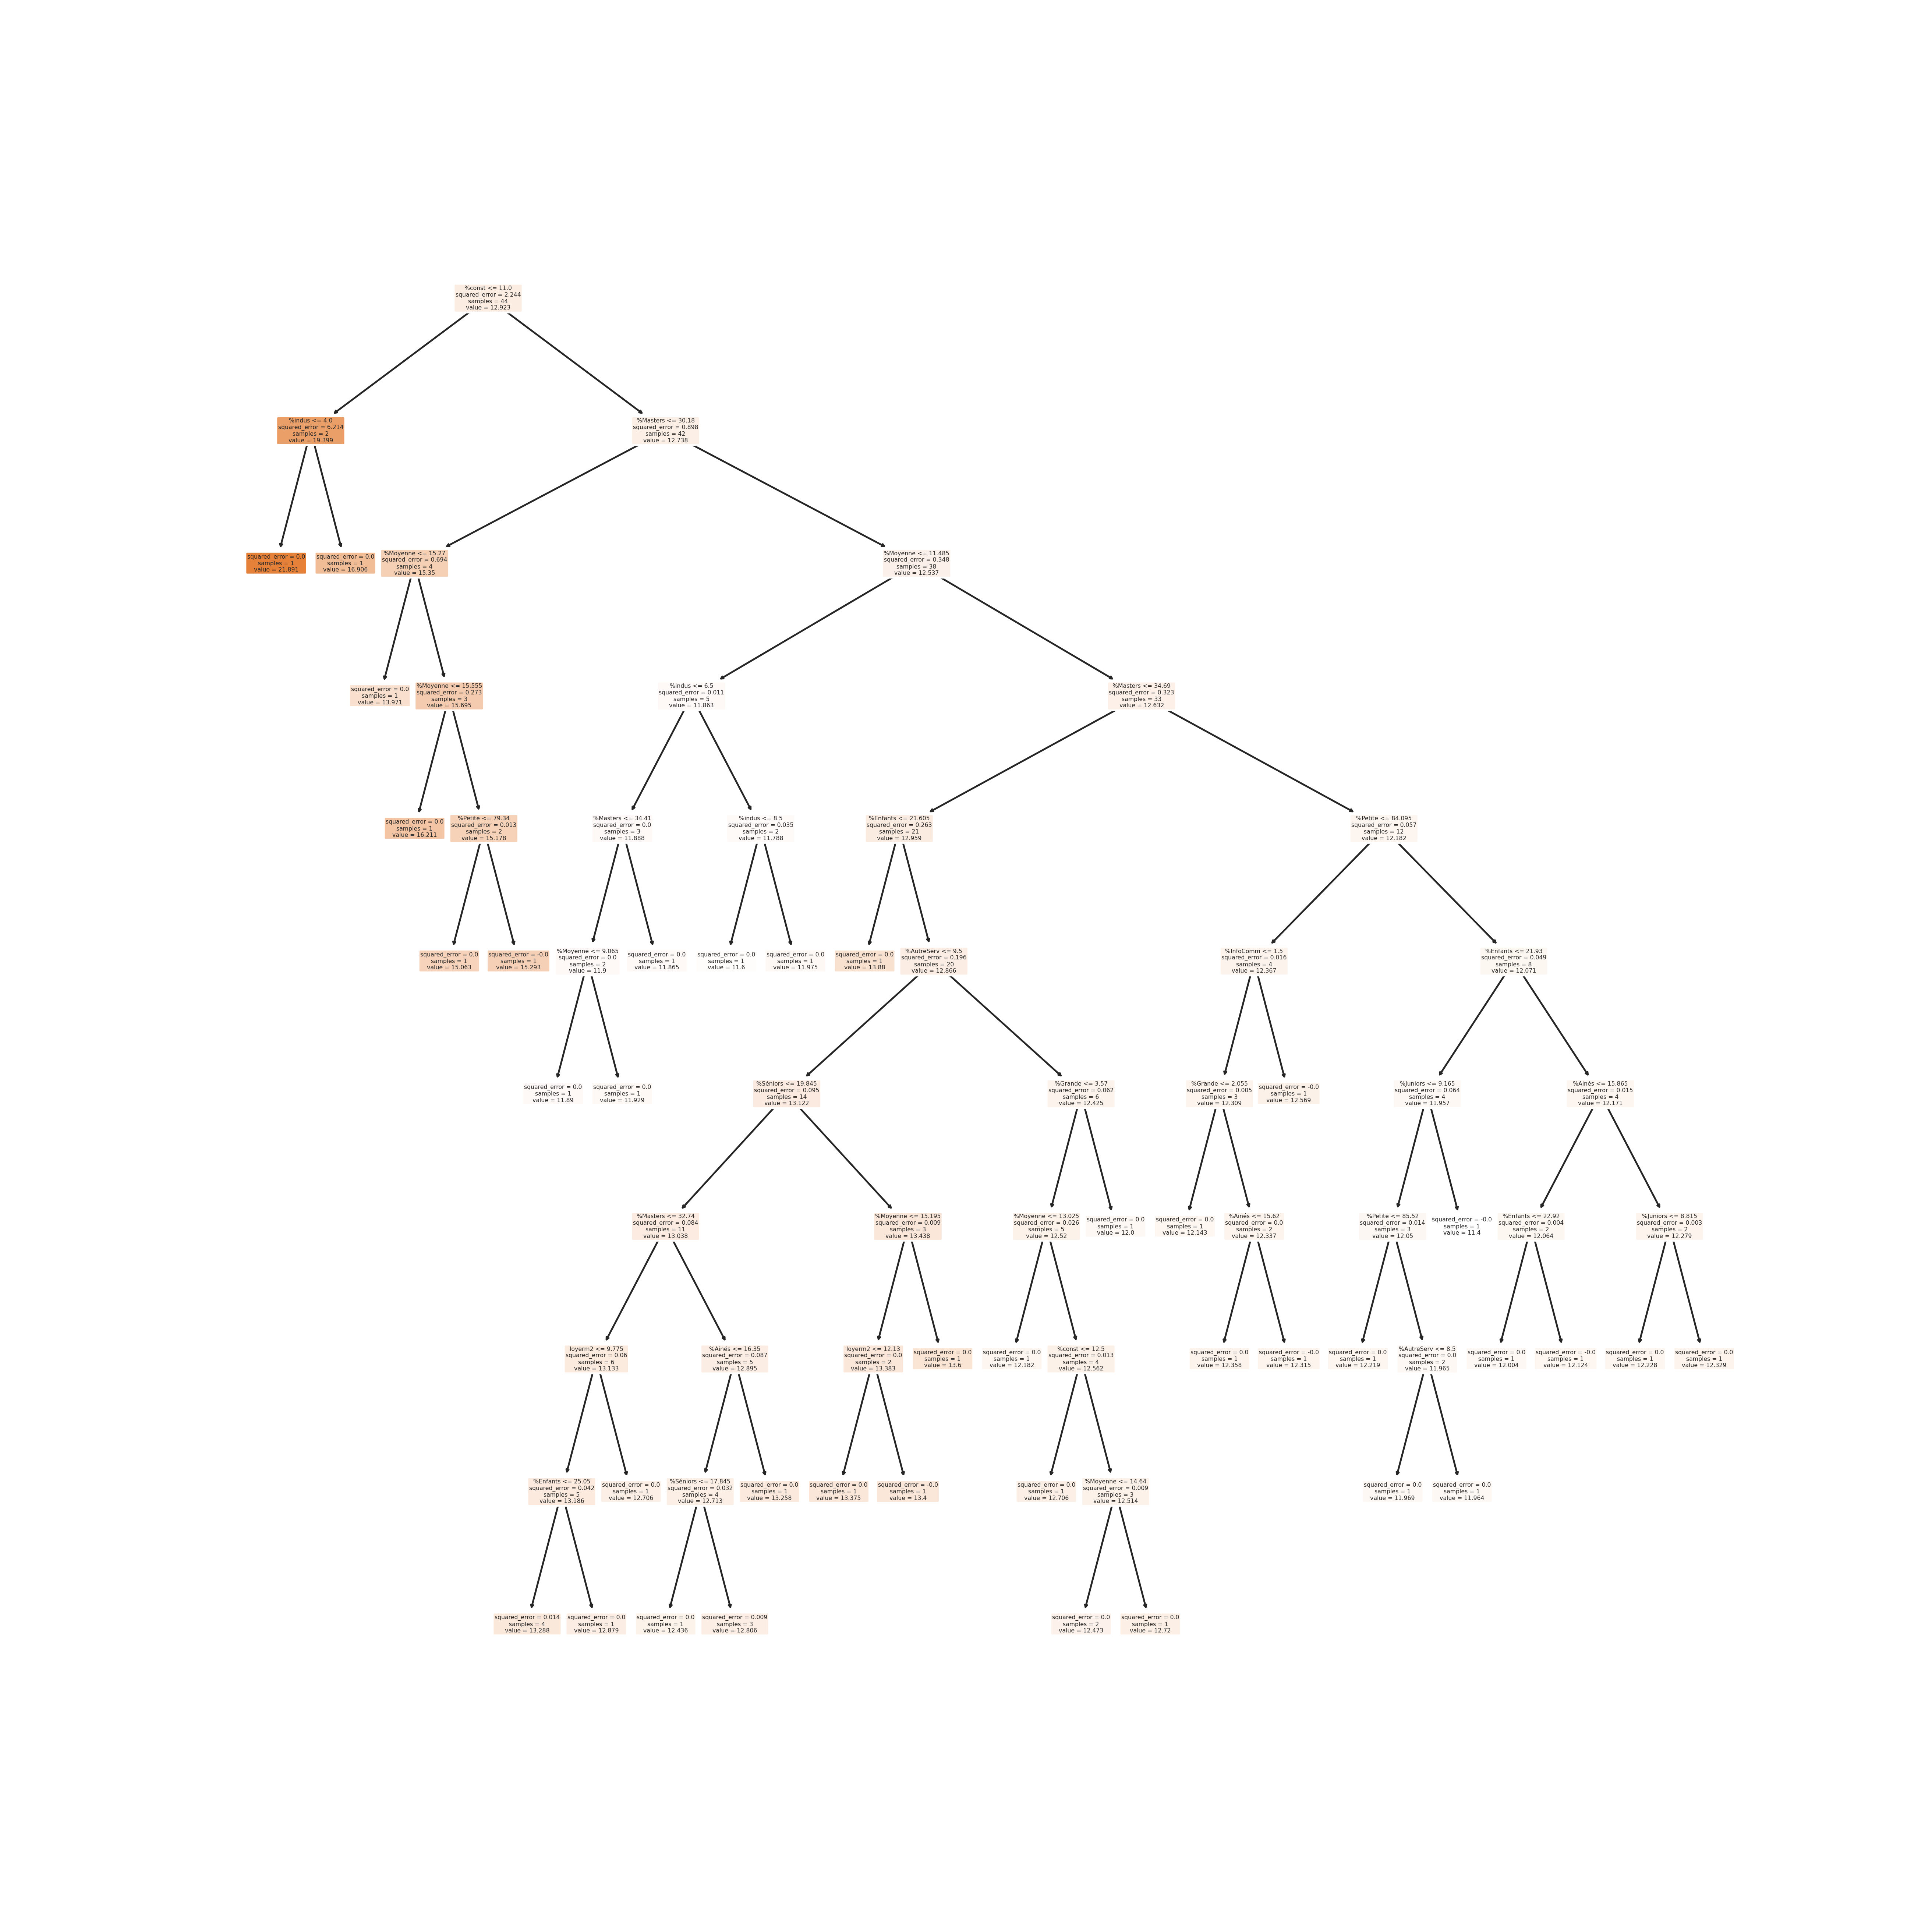 %const <= 11.0
squared_error = 2.244
samples = 44
value = 12.923
%indus <= 4.0
squared_error = 6.214
samples = 2
value = 19.399
%Masters <= 30.18
squared_error = 0.898
samples = 42
value = 12.738
squared_error = 0.0
samples = 1
value = 21.891
squared_error = 0.0
samples = 1
value = 16.906
%Moyenne <= 15.27
squared_error = 0.694
samples = 4
value = 15.35
%Moyenne <= 11.485
squared_error = 0.348
samples = 38
value = 12.537
squared_error = 0.0
samples = 1
value = 13.971
%Moyenne <= 15.555
squared_error = 0.273
samples = 3
value = 15.695
%indus <= 6.5
squared_error = 0.011
samples = 5
value = 11.863
%Masters <= 34.69
squared_error = 0.323
samples = 33
value = 12.632
squared_error = 0.0
samples = 1
value = 16.211
%Petite <= 79.34
squared_error = 0.013
samples = 2
value = 15.178
%Masters <= 34.41
squared_error = 0.0
samples = 3
value = 11.888
%indus <= 8.5
squared_error = 0.035
samples = 2
value = 11.788
%Enfants <= 21.605
squared_error = 0.263
samples = 21
value = 12.959
%Petite <= 84.095
squared_error = 0.057
samples = 12
value = 12.182
squared_error = 0.0
samples = 1
value = 15.063
squared_error = -0.0
samples = 1
value = 15.293
%Moyenne <= 9.065
squared_error = 0.0
samples = 2
value = 11.9
squared_error = 0.0
samples = 1
value = 11.865
squared_error = 0.0
samples = 1
value = 11.6
squared_error = 0.0
samples = 1
value = 11.975
squared_error = 0.0
samples = 1
value = 13.88
%AutreServ <= 9.5
squared_error = 0.196
samples = 20
value = 12.866
%InfoComm <= 1.5
squared_error = 0.016
samples = 4
value = 12.367
%Enfants <= 21.93
squared_error = 0.049
samples = 8
value = 12.071
squared_error = 0.0
samples = 1
value = 11.89
squared_error = 0.0
samples = 1
value = 11.929
%Séniors <= 19.845
squared_error = 0.095
samples = 14
value = 13.122
%Grande <= 3.57
squared_error = 0.062
samples = 6
value = 12.425
%Grande <= 2.055
squared_error = 0.005
samples = 3
value = 12.309
squared_error = -0.0
samples = 1
value = 12.569
%Juniors <= 9.165
squared_error = 0.064
samples = 4
value = 11.957
%Ainés <= 15.865
squared_error = 0.015
samples = 4
value = 12.171
%Masters <= 32.74
squared_error = 0.084
samples = 11
value = 13.038
%Moyenne <= 15.195
squared_error = 0.009
samples = 3
value = 13.438
%Moyenne <= 13.025
squared_error = 0.026
samples = 5
value = 12.52
squared_error = 0.0
samples = 1
value = 12.0
squared_error = 0.0
samples = 1
value = 12.143
%Ainés <= 15.62
squared_error = 0.0
samples = 2
value = 12.337
%Petite <= 85.52
squared_error = 0.014
samples = 3
value = 12.05
squared_error = -0.0
samples = 1
value = 11.4
%Enfants <= 22.92
squared_error = 0.004
samples = 2
value = 12.064
%Juniors <= 8.815
squared_error = 0.003
samples = 2
value = 12.279
loyerm2 <= 9.775
squared_error = 0.06
samples = 6
value = 13.133
%Ainés <= 16.35
squared_error = 0.087
samples = 5
value = 12.895
loyerm2 <= 12.13
squared_error = 0.0
samples = 2
value = 13.383
squared_error = 0.0
samples = 1
value = 13.6
squared_error = 0.0
samples = 1
value = 12.182
%const <= 12.5
squared_error = 0.013
samples = 4
value = 12.562
squared_error = 0.0
samples = 1
value = 12.358
squared_error = -0.0
samples = 1
value = 12.315
squared_error = 0.0
samples = 1
value = 12.219
%AutreServ <= 8.5
squared_error = 0.0
samples = 2
value = 11.965
squared_error = 0.0
samples = 1
value = 12.004
squared_error = -0.0
samples = 1
value = 12.124
squared_error = 0.0
samples = 1
value = 12.228
squared_error = 0.0
samples = 1
value = 12.329
%Enfants <= 25.05
squared_error = 0.042
samples = 5
value = 13.186
squared_error = 0.0
samples = 1
value = 12.706
%Séniors <= 17.845
squared_error = 0.032
samples = 4
value = 12.713
squared_error = 0.0
samples = 1
value = 13.258
squared_error = 0.0
samples = 1
value = 13.375
squared_error = -0.0
samples = 1
value = 13.4
squared_error = 0.0
samples = 1
value = 12.706
%Moyenne <= 14.64
squared_error = 0.009
samples = 3
value = 12.514
squared_error = 0.0
samples = 1
value = 11.969
squared_error = 0.0
samples = 1
value = 11.964
squared_error = 0.014
samples = 4
value = 13.288
squared_error = 0.0
samples = 1
value = 12.879
squared_error = 0.0
samples = 1
value = 12.436
squared_error = 0.009
samples = 3
value = 12.806
squared_error = 0.0
samples = 2
value = 12.473
squared_error = 0.0
samples = 1
value = 12.72